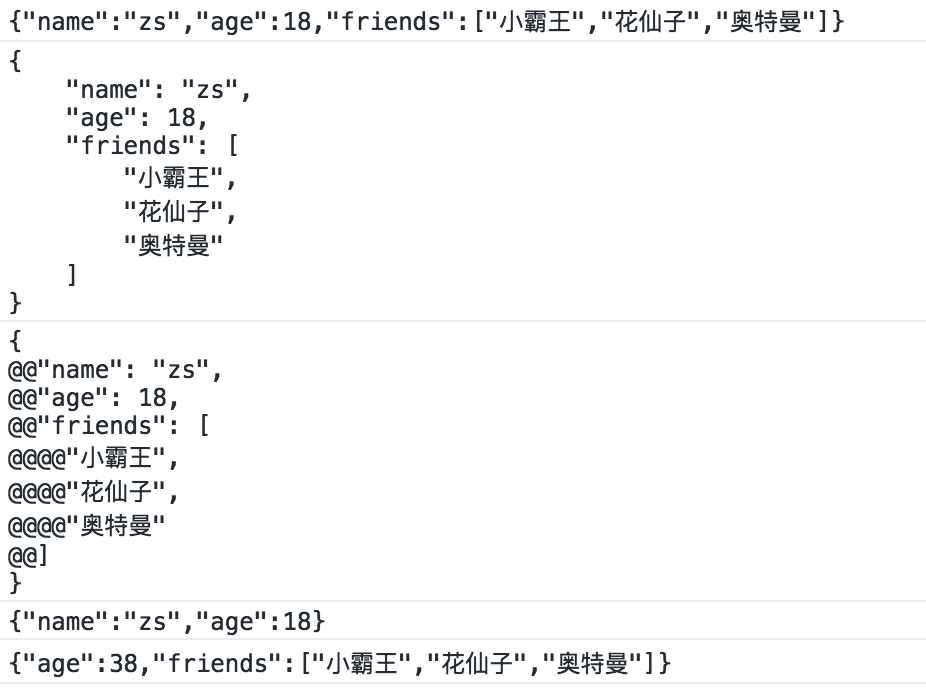 {"name":"zs","age":18,"friends":["小霸王","花仙子","奥特曼"]}
{
    "name": "zs",
    "age": 18,
    "friends": [
        "小霸王",
        "花仙子",
        "奥特曼"
    ]
}
{
@@"name": "zs",
@@"age": 18,
@@"friends": [
@@@@"小霸王",
@@@@"花仙子",
@@@@"奥特曼"
@@]
}
{"name":"zs","age":18}
{"age":38,"friends":["小霸王","花仙子","奥特曼"]}